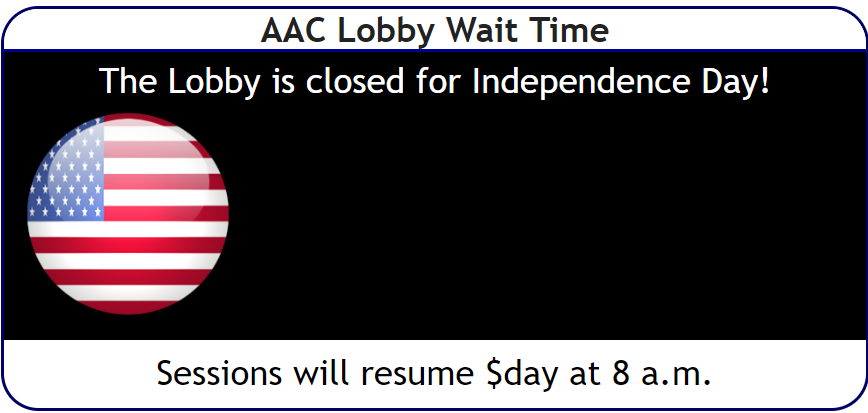 AAC Lobby Wait Time
The Lobby is closed for Independence Day!
Sessions will resume $day at 8 a.m.